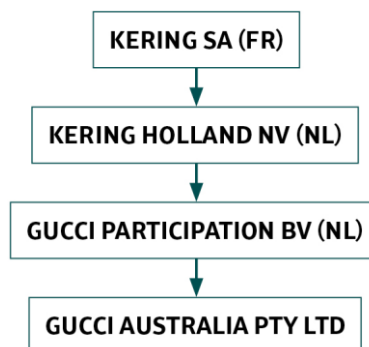 KERING SA (FR)
KERING HOLLAND NV (NL)
GUCCI PARTICIPATION BV (NL)
GUCCI AUSTRALIA PTY LTD